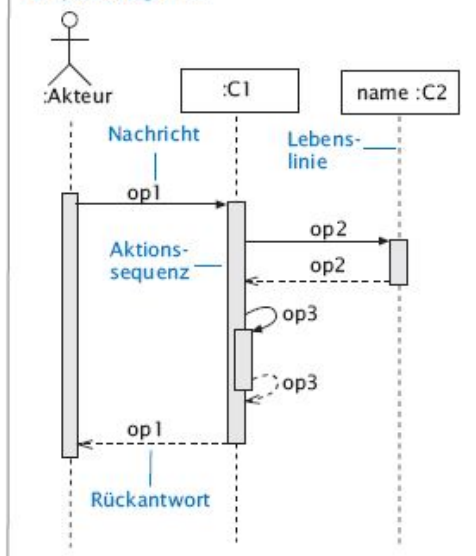 :Akteur
:C1
name :C2
Nachricht
Lebens-
linie
op1
op2
Aktions-
sequenz
op2
op3
op3
op1
Rückantwort